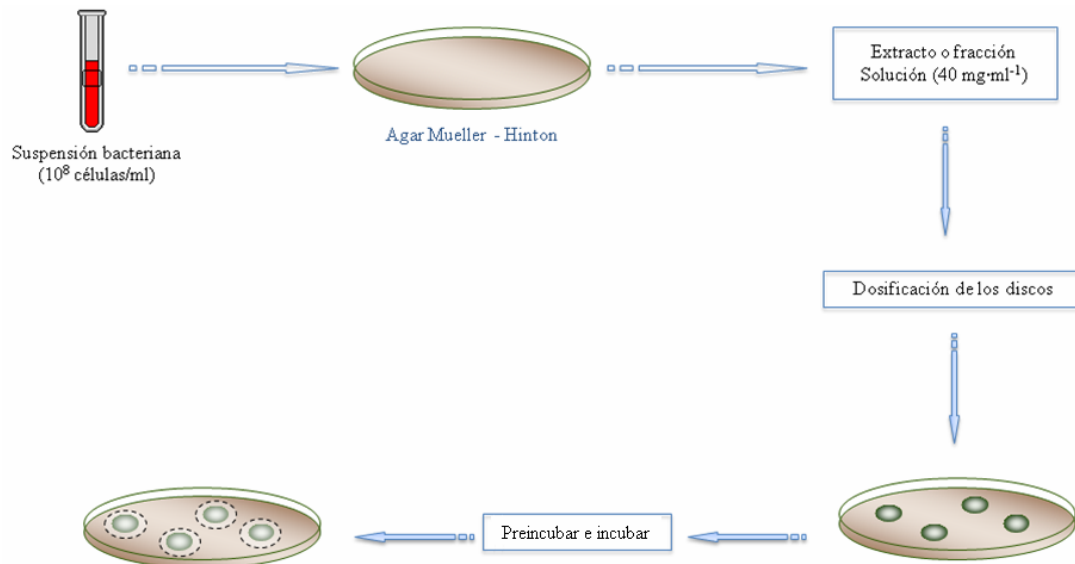 Suspensión bacteriana
(10⁸ células/ml)
Agar Mueller - Hinton
Extracto o fracción
Solución (40 mg·ml⁻¹)
Dosificación de los discos
Preincubar e incubar